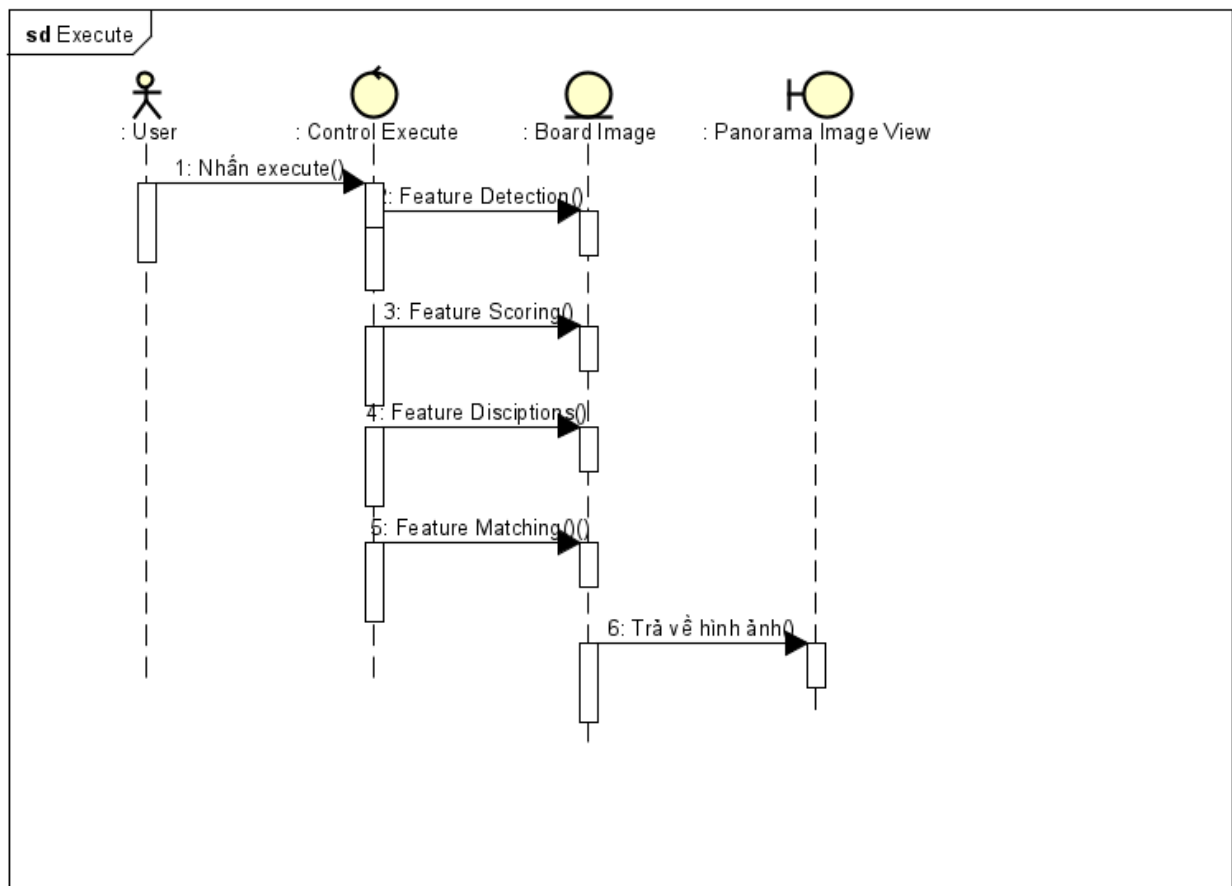 sd Execute
: User
: Control Execute
: Board Image
: Panorama Image View
1: Nhấn execute()
2: Feature Detection()
3: Feature Scoring()
4: Feature Disciptions()
5: Feature Matching()()
6: Trả về hình ảnh()